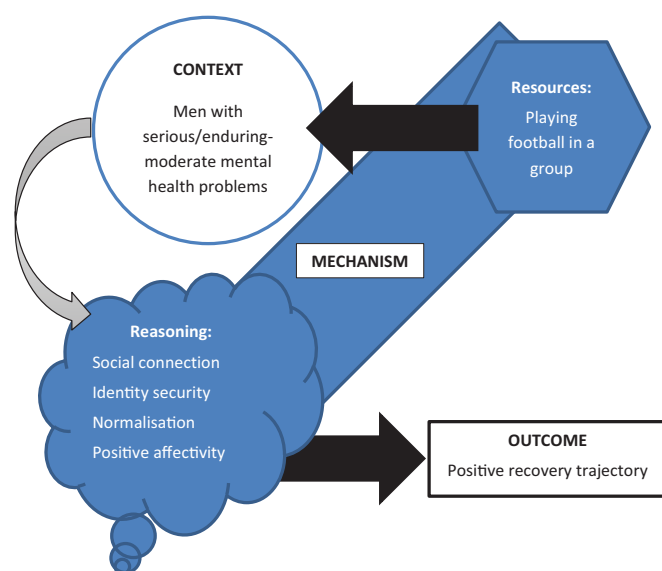 CONTEXT
Men with
serious/enduring-
moderate mental
health problems
Resources:
Playing
football in a
group
MECHANISM
Reasoning:
Social connection
Identity security
Normalisation
Positive affectivity
OUTCOME
Positive recovery trajectory